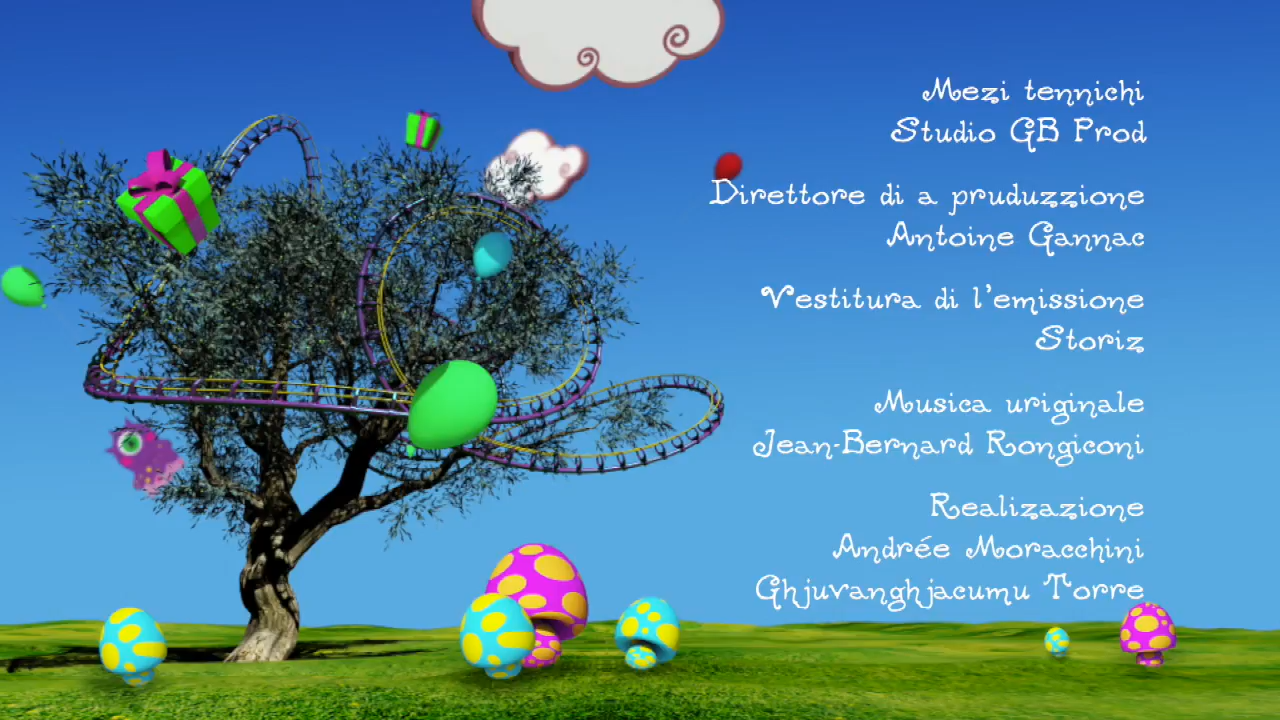 Mezi tennichi
Studio GB Prod
Direttore di a pruduzzione
Antoine Gannac
Vestitura di l'emissione
Storiz
Musica uriginale
Jean-Bernard Rongiconi
Realizazione
Andrée Moracchini
Ghjuvanghjacumu Torre